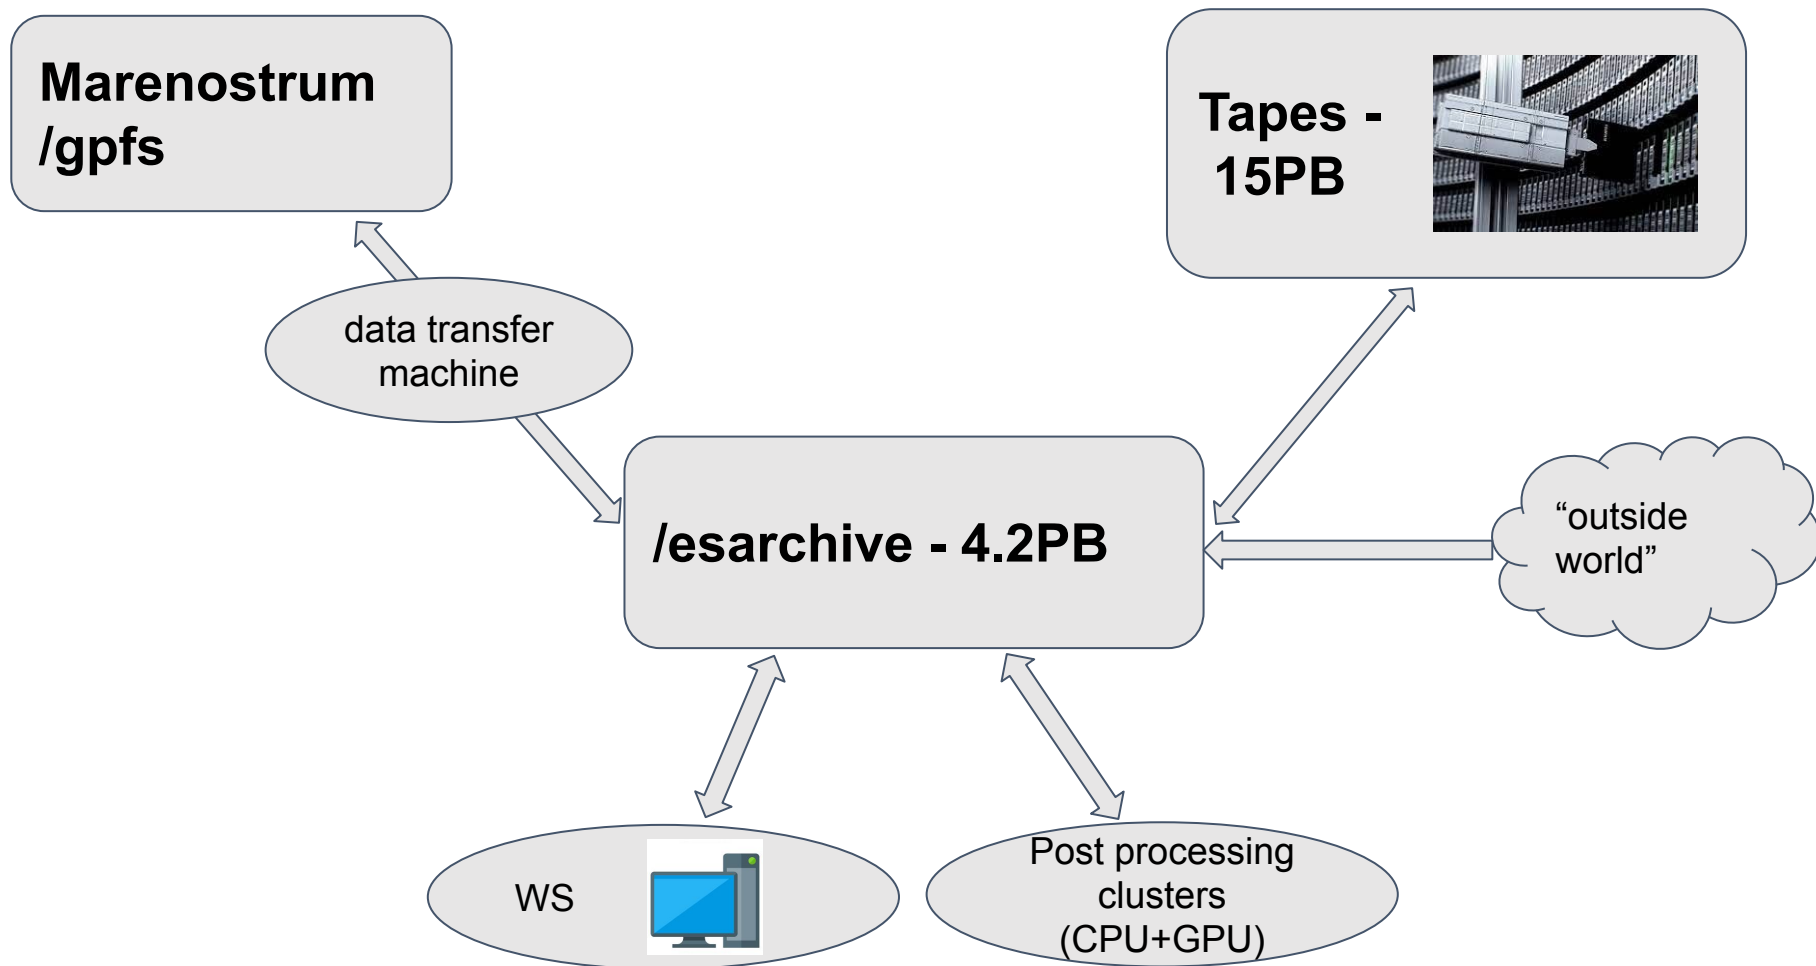 Marenostrum
/gpfs
Tapes -
15PB
data transfer
machine
/esarchive - 4.2PB
“outside
world”
WS
Post processing
clusters
(CPU+GPU)